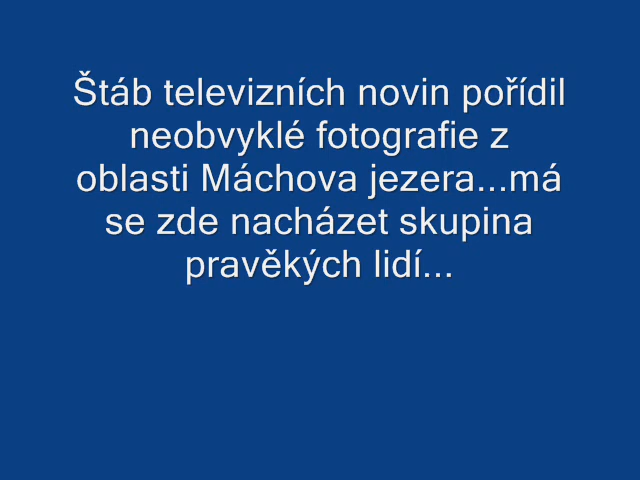 Štáb televizních novin pořídil
neobvyklé fotografie z
oblasti Máchova jezera...má
se zde nacházet skupina
pravěkých lidí...